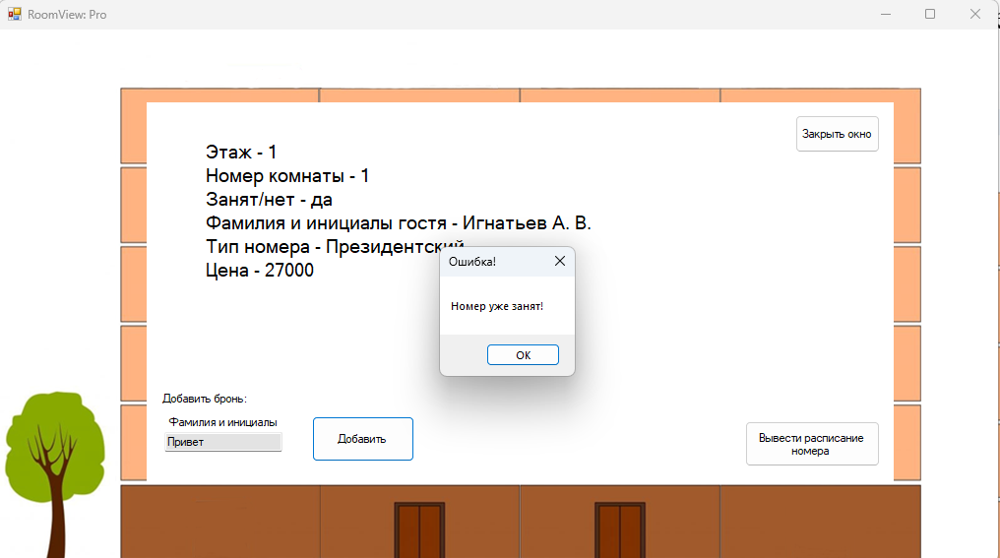 RoomView: Pro
Закрыть окно
Этаж - 1
Номер комнаты - 1
Занят/нет - да
Фамилия и инициалы гостя - Игнатьев А. В.
Тип номера - Президентский
Цена - 27000
Ошибка!
Номер уже занят!
ОК
Добавить бронь:
Фамилия и инициалы
Привет
Добавить
Вывести расписание
номера